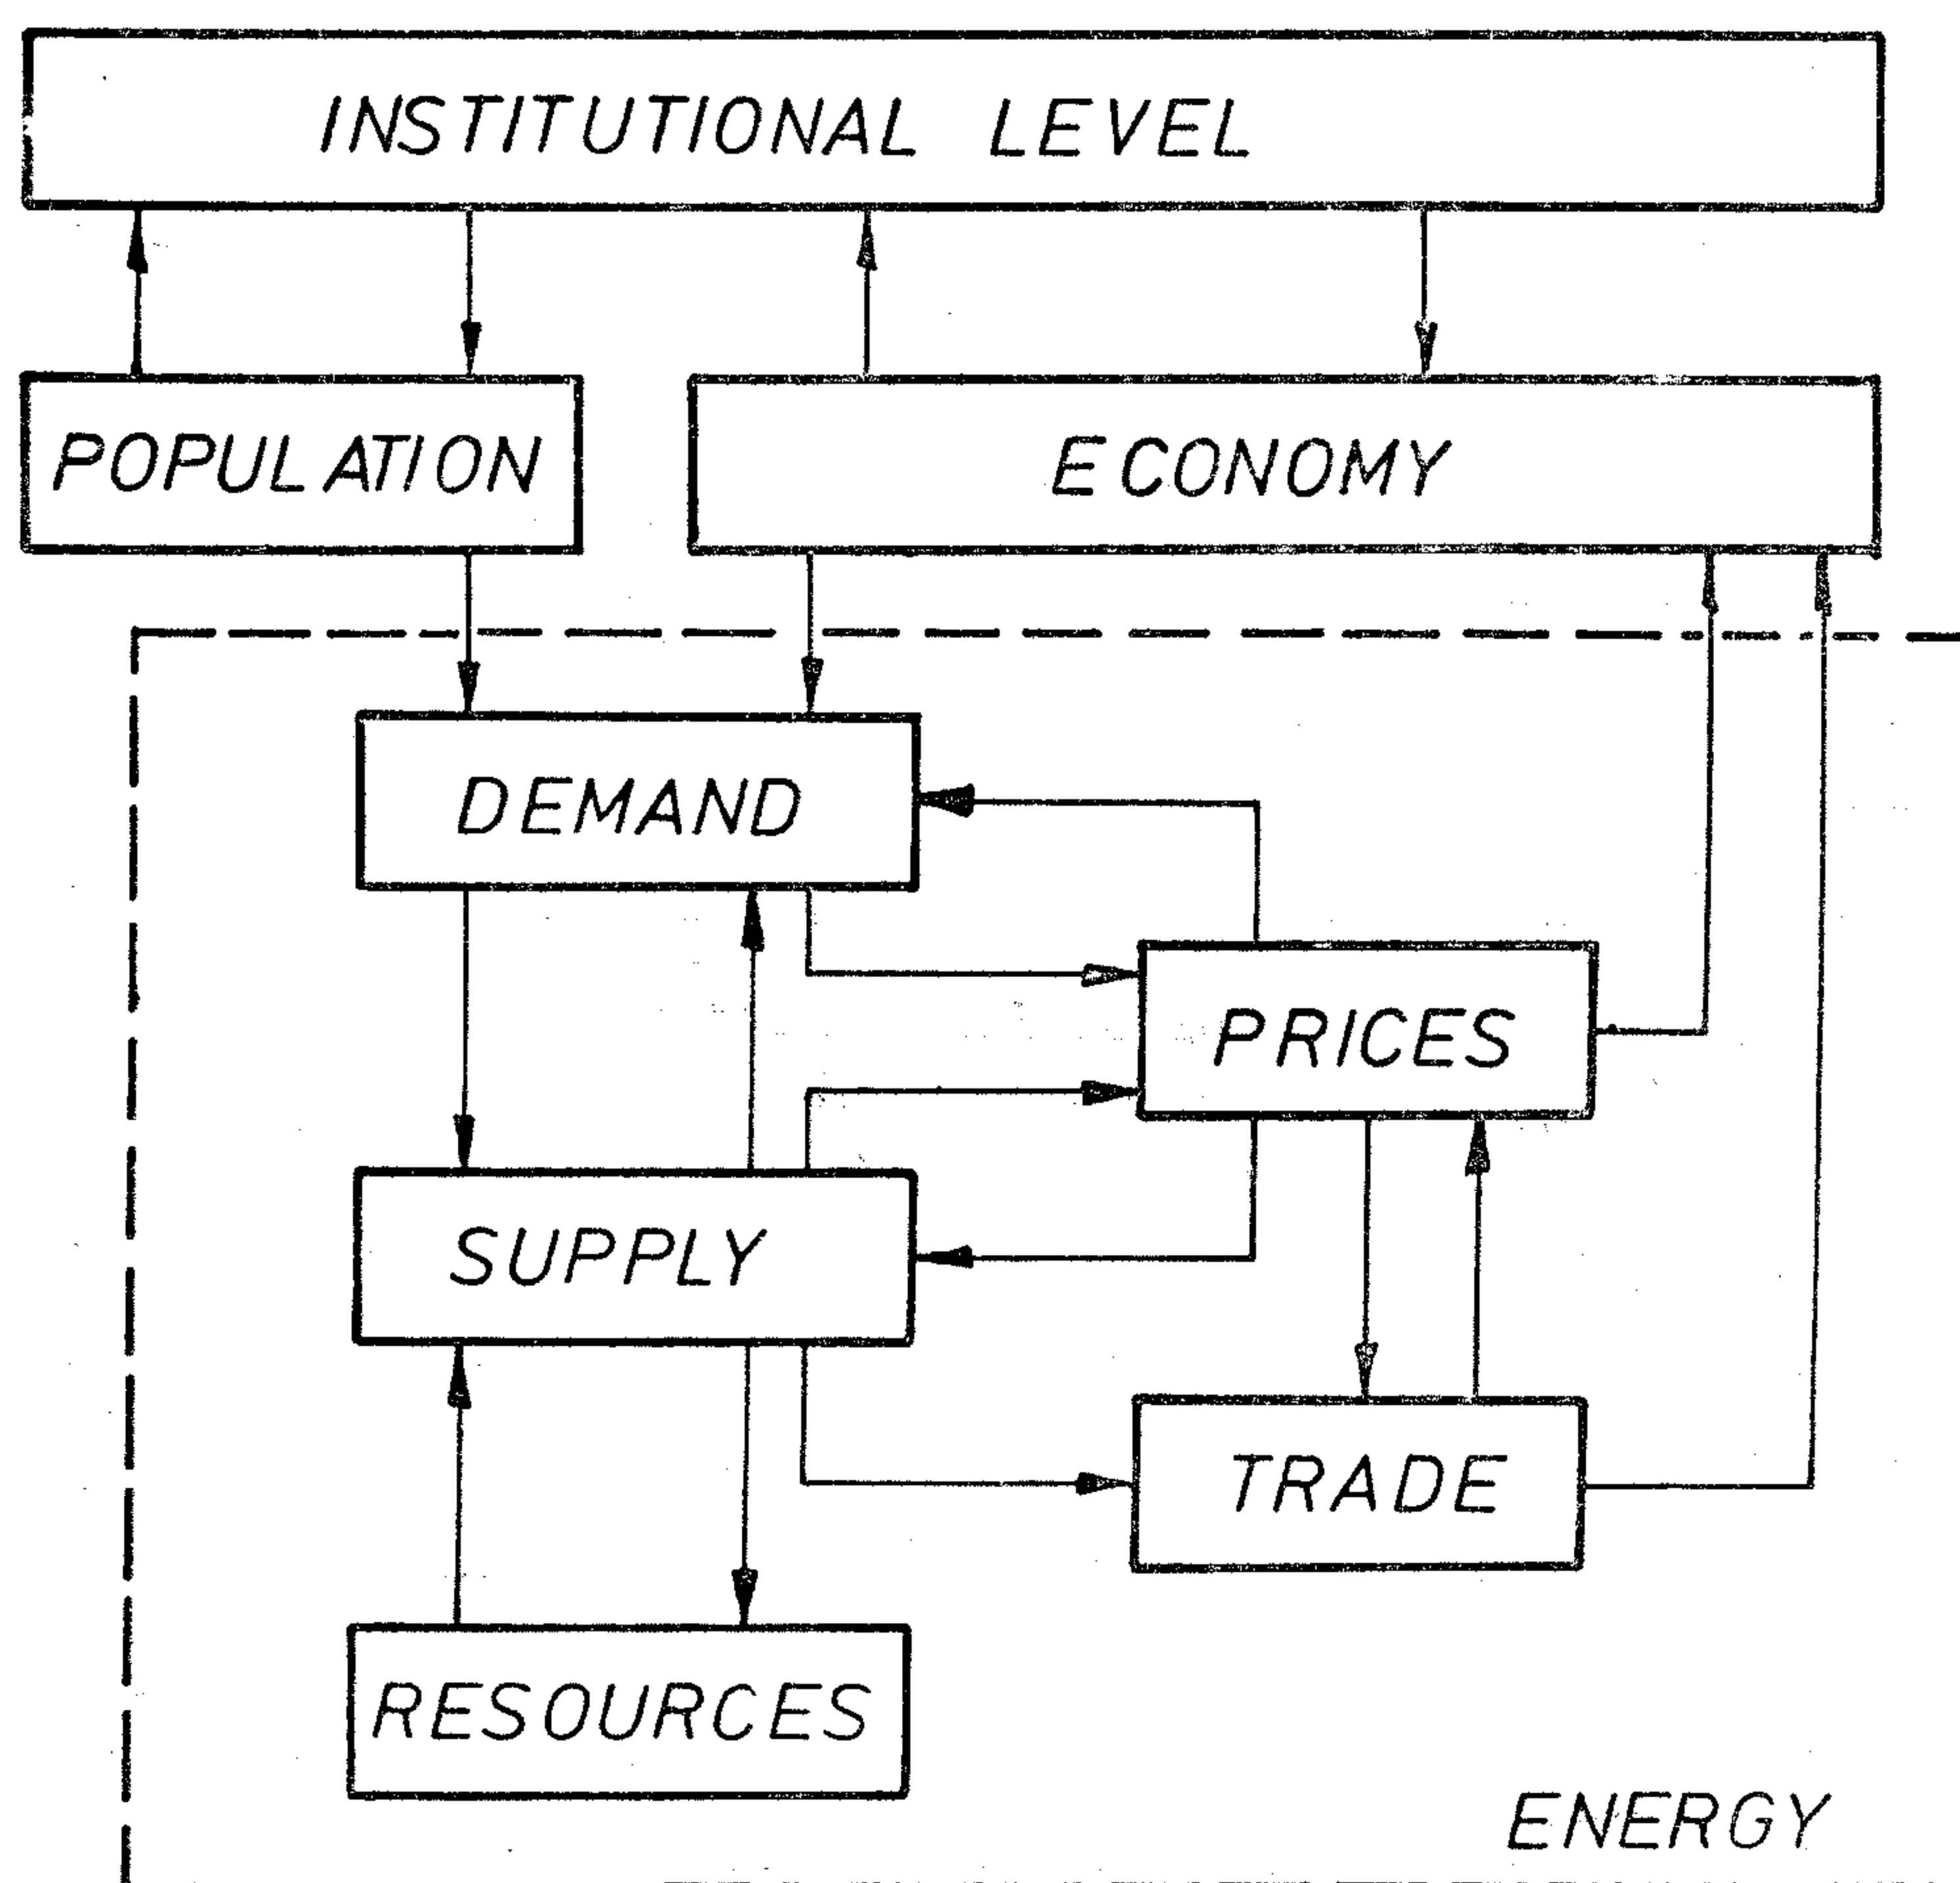 INSTITUTIONAL LEVEL
POPULATION
ECONOMY
DEMAND
PRICES
SUPPLY
TRADE
RESOURCES
ENERGY